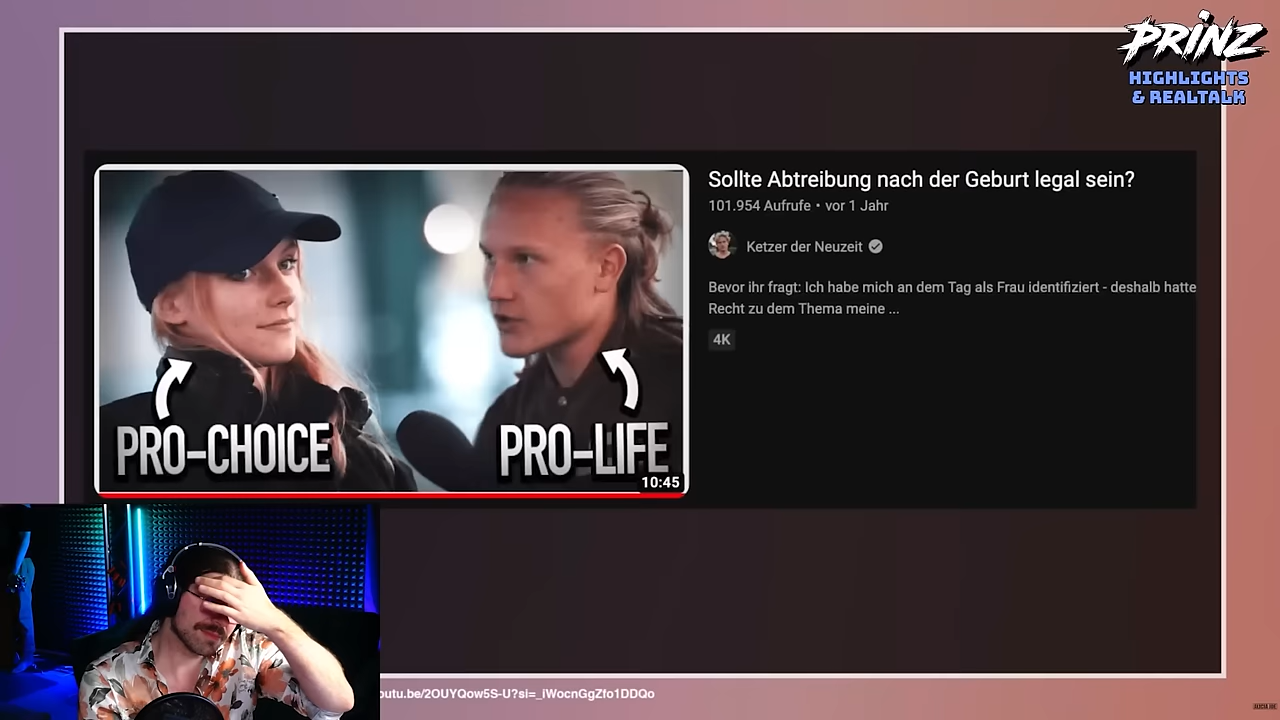 PRINZ
HIGHLIGHTS
& REALTALK
Sollte Abtreibung nach der Geburt legal sein?
101.954 Aufrufe • vor 1 Jahr
Ketzer der Neuzeit
Bevor ihr fragt: Ich habe mich an dem Tag als Frau identifiziert - deshalb hatte
Recht zu dem Thema meine ...
4K
PRO-CHOICE
PRO-LIFE
10:45
outu.be/2OUYQow5S-U?si=_iWocnGgZfo1DDQo